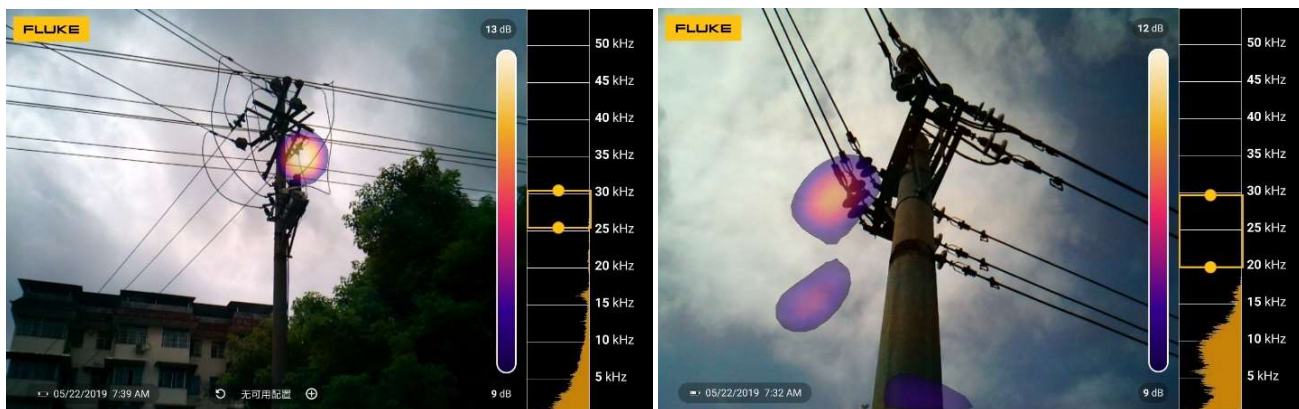 FLUKE
13 dB
50 kHz
45 kHz
40 kHz
35 kHz
30 kHz
25 kHz
20 kHz
15 kHz
10 kHz
5 kHz
05/22/2019 7:39 AM
无可用配置
9 dB
FLUKE
12 dB
50 kHz
45 kHz
40 kHz
35 kHz
30 kHz
25 kHz
20 kHz
15 kHz
10 kHz
5 kHz
05/22/2019 7:32 AM
9 dB